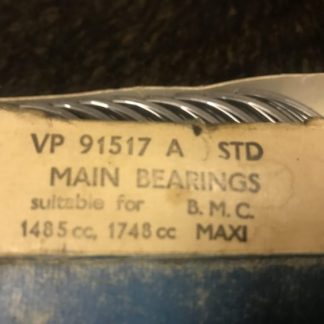 VP 91517 A STD
MAIN BEARINGS
suitable for B.M.C.
1485 cc, 1748 cc MAXI